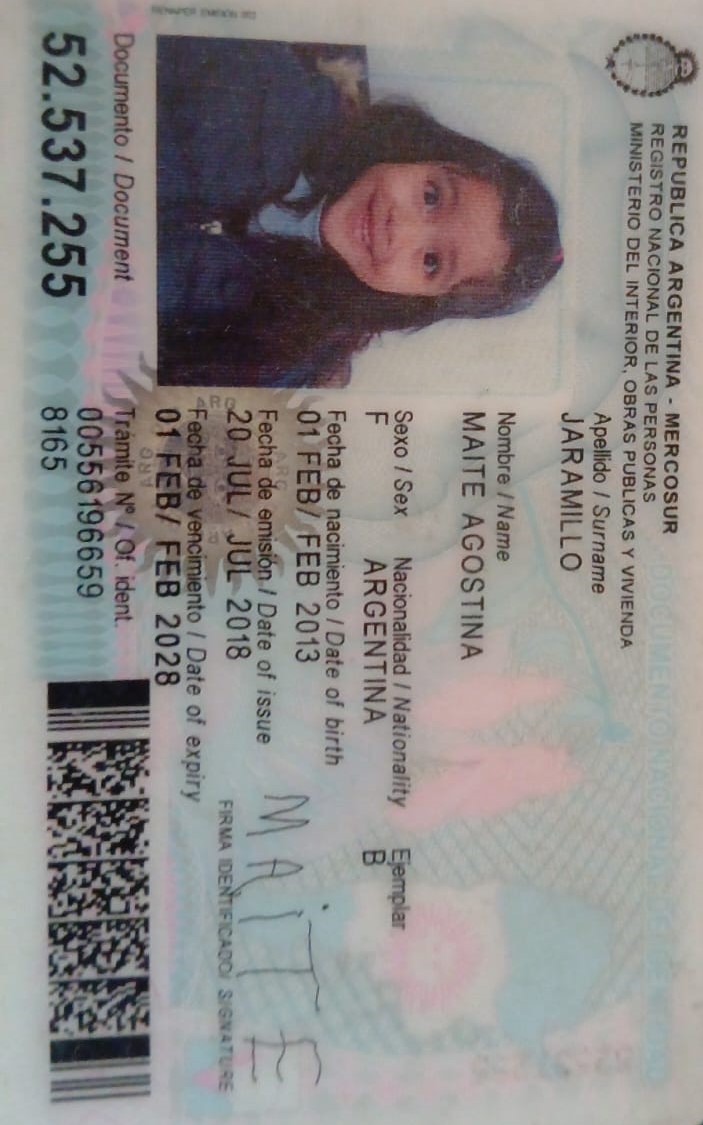 REPUBLICA ARGENTINA - MERCOSUR
REGISTRO NACIONAL DE LAS PERSONAS
MINISTERIO DEL INTERIOR, OBRAS PUBLICAS Y VIVIENDA
Apellido / Surname
JARAMILLO
Nombre / Name
MAITE AGOSTINA
Sexo / Sex Nacionalidad / Nationality Ejemplar
F ARGENTINA B
Fecha de nacimiento / Date of birth
01 FEB/ FEB 2013
Fecha de emisión / Date of issue
20 JUL/ JUL 2018
Fecha de vencimiento / Date of expiry
01 FEB/ FEB 2028
MAiTE
FIRMA IDENTIFICADO/ SIGNATURE
Documento / Document
52.537.255
Trámite Nº / Of. ident.
00556196659
8165